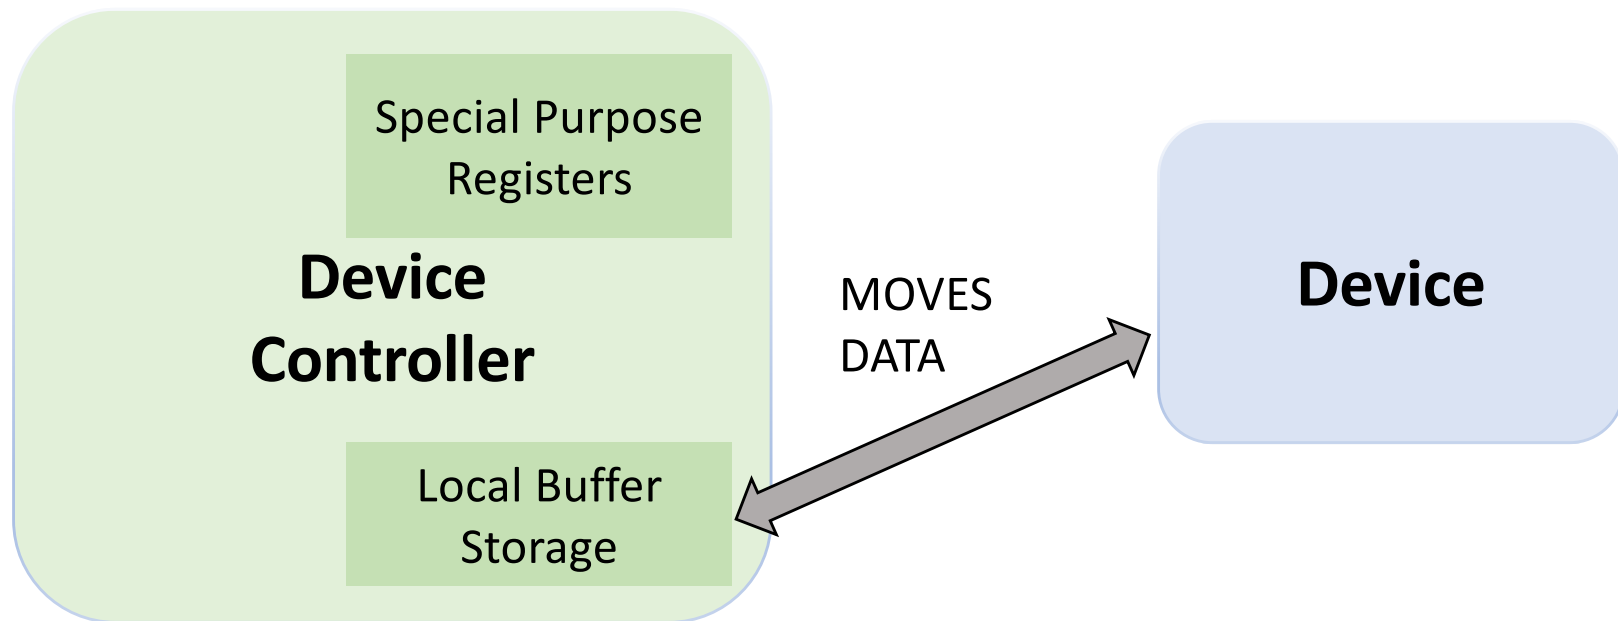 Special Purpose
Registers
Device
Controller
Local Buffer
Storage
MOVES
DATA
Device